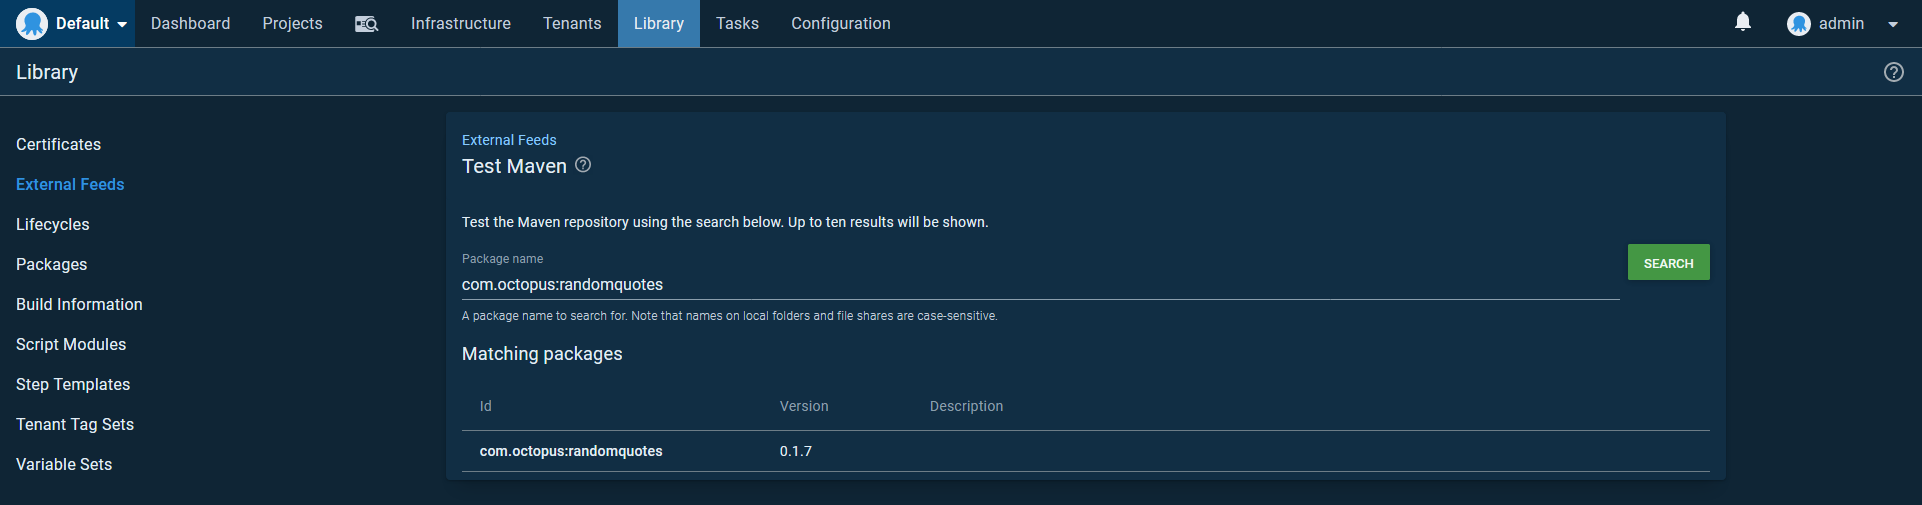 Default Dashboard Projects Infrastructure Tenants Library Tasks Configuration admin
Library
Certificates
External Feeds
Lifecycles
Packages
Build Information
Script Modules
Step Templates
Tenant Tag Sets
Variable Sets
External Feeds
Test Maven
Test the Maven repository using the search below. Up to ten results will be shown.
Package name
com.octopus:randomquotes
SEARCH
A package name to search for. Note that names on local folders and file shares are case-sensitive.
Matching packages
Id Version Description
com.octopus:randomquotes 0.1.7